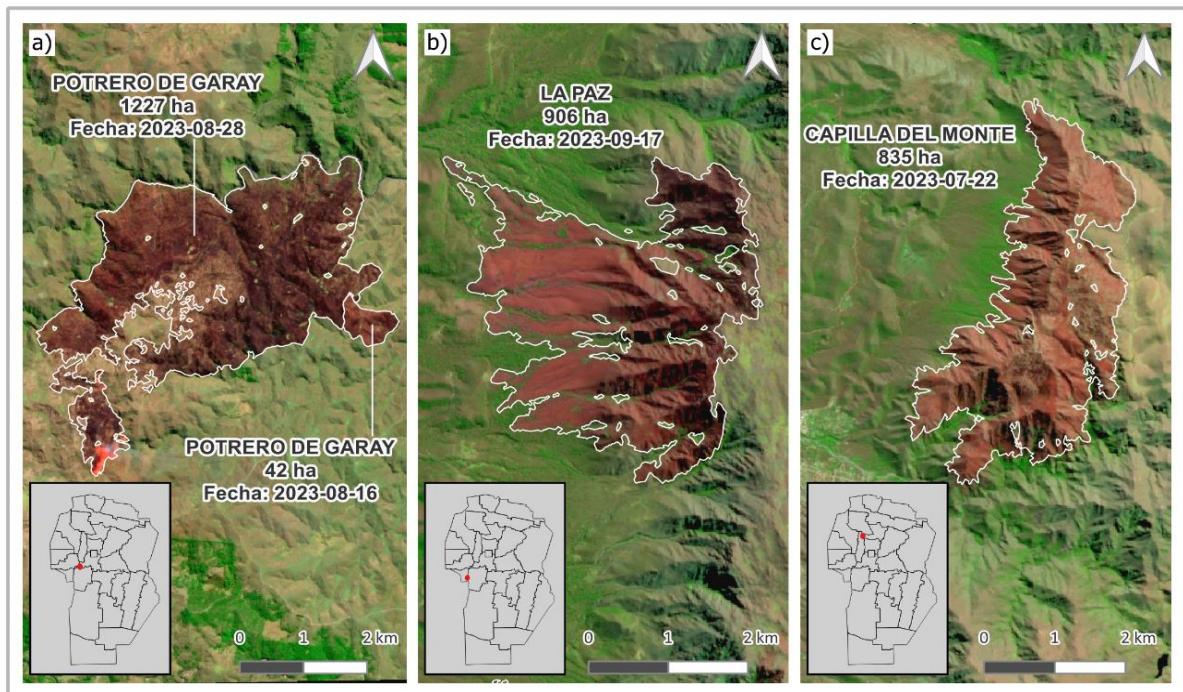 a)
POTRERO DE GARAY
1227 ha
Fecha: 2023-08-28
POTRERO DE GARAY
42 ha
Fecha: 2023-08-16
0 1 2 km
b)
LA PAZ
906 ha
Fecha: 2023-09-17
0 1 2 km
c)
CAPILLA DEL MONTE
835 ha
Fecha: 2023-07-22
0 1 2 km